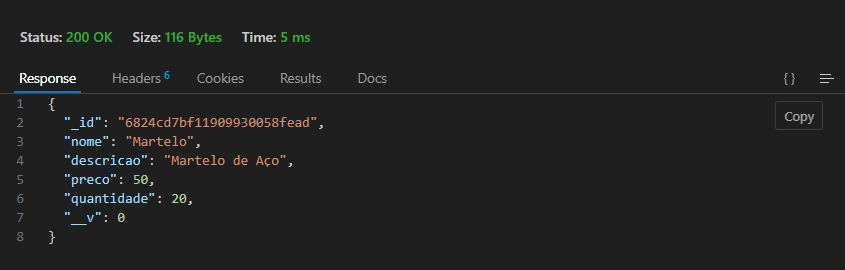 Status: 200 OK Size: 116 Bytes Time: 5 ms
Response Headers 6 Cookies Results Docs { }
1 {
Copy
2 "_id": "6824cd7bf11909930058fead",
3 "nome": "Martelo",
4 "descricao": "Martelo de Aço",
5 "preco": 50,
6 "quantidade": 20,
7 "__v": 0
8 }